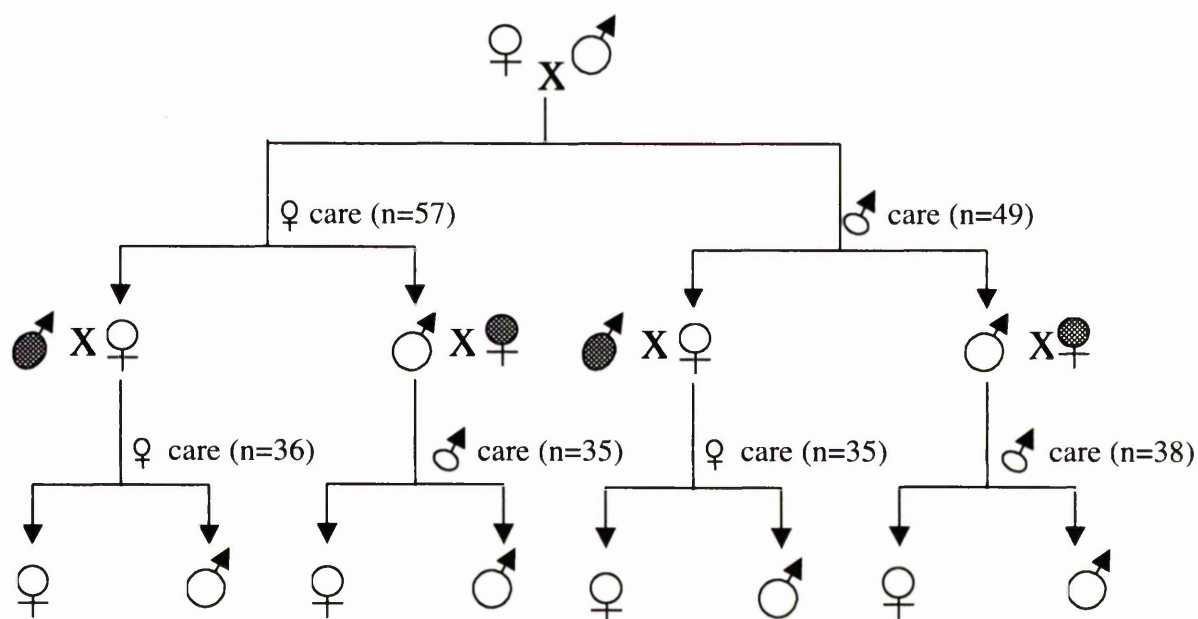 ♀ X ♂
♀ care (n=57)
♂ care (n=49)
♂ X ♀
♂ X ♀
♂ X ♀
♂ X ♀
♀ care (n=36)
♂ care (n=35)
♀ care (n=35)
♂ care (n=38)
♀ ♂ ♀ ♂ ♀ ♂ ♀ ♂